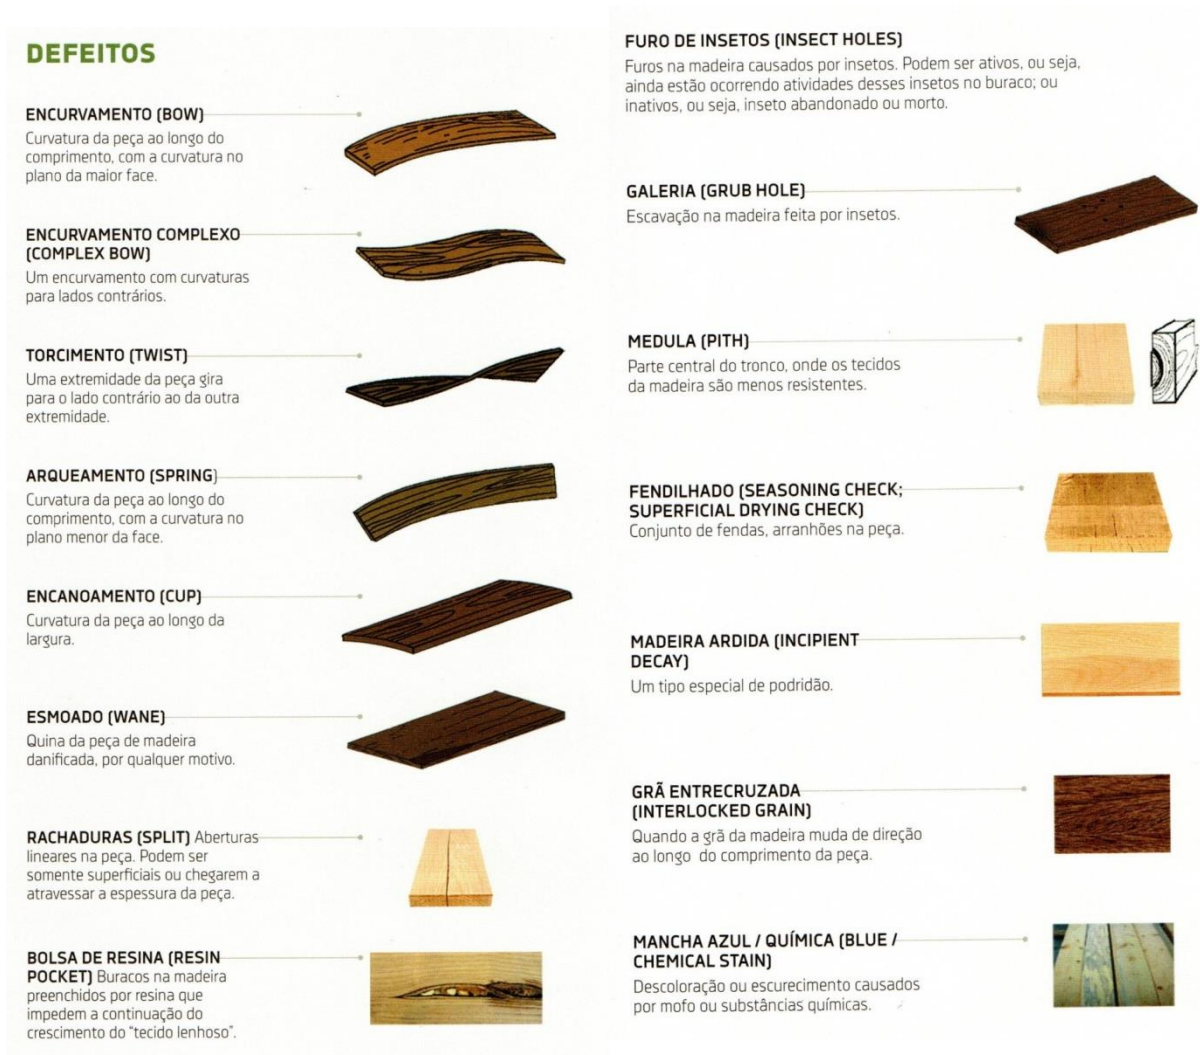 DEFEITOS
ENCURVAMENTO (BOW)
Curvatura da peça ao longo do
comprimento, com a curvatura no
plano da maior face.
ENCURVAMENTO COMPLEXO
(COMPLEX BOW)
Um encurvamento com curvaturas
para lados contrários.
TORCIMENTO (TWIST)
Uma extremidade da peça gira
para o lado contrário ao da outra
extremidade.
ARQUEAMENTO (SPRING)
Curvatura da peça ao longo do
comprimento, com a curvatura no
plano menor da face.
ENCANOAMENTO (CUP)
Curvatura da peça ao longo da
largura.
ESMOADO (WANE)
Quina da peça de madeira
danificada, por qualquer motivo.
RACHADURAS (SPLIT) Aberturas
lineares na peça. Podem ser
somente superficiais ou chegarem a
atravessar a espessura da peça.
BOLSA DE RESINA (RESIN
POCKET) Buracos na madeira
preenchidos por resina que
impedem a continuação do
crescimento do "tecido lenhoso".
FURO DE INSETOS (INSECT HOLES)
Furos na madeira causados por insetos. Podem ser ativos, ou seja,
ainda estão ocorrendo atividades desses insetos no buraco; ou
inativos, ou seja, inseto abandonado ou morto.
GALERIA (GRUB HOLE)
Escavação na madeira feita por insetos.
MEDULA (PITH)
Parte central do tronco, onde os tecidos
da madeira são menos resistentes.
FENDILHADO (SEASONING CHECK;
SUPERFICIAL DRYING CHECK)
Conjunto de fendas, arranhões na peça.
MADEIRA ARDIDA (INCIPIENT
DECAY)
Um tipo especial de podridão.
GRÃ ENTRECRUZADA
(INTERLOCKED GRAIN)
Quando a grã da madeira muda de direção
ao longo do comprimento da peça.
MANCHA AZUL / QUÍMICA (BLUE /
CHEMICAL STAIN)
Descoloração ou escurecimento causados
por mofo ou substâncias químicas.